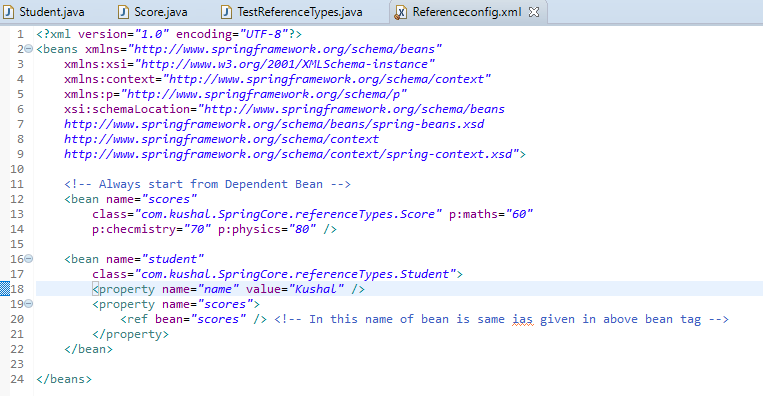 Student.java Score.java TestReferenceTypes.java Referenceconfig.xml
1 <?xml version="1.0" encoding="UTF-8"?>
2 <beans xmlns="http://www.springframework.org/schema/beans"
3 xmlns:xsi="http://www.w3.org/2001/XMLSchema-instance"
4 xmlns:context="http://www.springframework.org/schema/context"
5 xmlns:p="http://www.springframework.org/schema/p"
6 xsi:schemaLocation="http://www.springframework.org/schema/beans
7 http://www.springframework.org/schema/beans/spring-beans.xsd
8 http://www.springframework.org/schema/context
9 http://www.springframework.org/schema/context/spring-context.xsd">
10
11 <!-- Always start from Dependent Bean -->
12 <bean name="scores"
13 class="com.kushal.SpringCore.referenceTypes.Score" p:maths="60"
14 p:checmistry="70" p:physics="80" />
15
16 <bean name="student"
17 class="com.kushal.SpringCore.referenceTypes.Student">
18 <property name="name" value="Kushal" />
19 <property name="scores">
20 <ref bean="scores" /> <!-- In this name of bean is same ias given in above bean tag -->
21 </property>
22 </bean>
23
24 </beans>